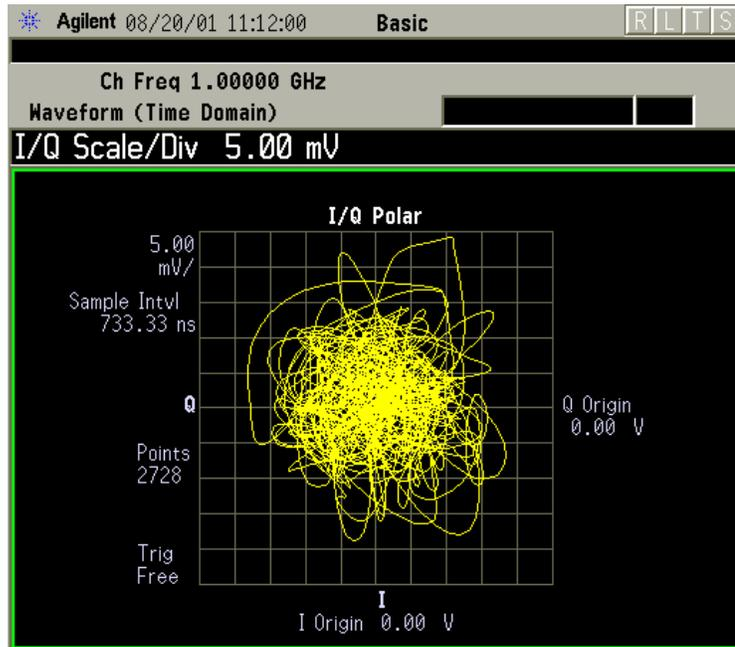 Agilent 08/20/01 11:12:00 Basic R L T S
Ch Freq 1.00000 GHz
Waveform (Time Domain)
I/Q Scale/Div 5.00 mV
I/Q Polar
5.00
mV/
Sample Intvl
733.33 ns
Q
Q Origin
0.00 V
Points
2728
Trig
Free
I
I Origin 0.00 V